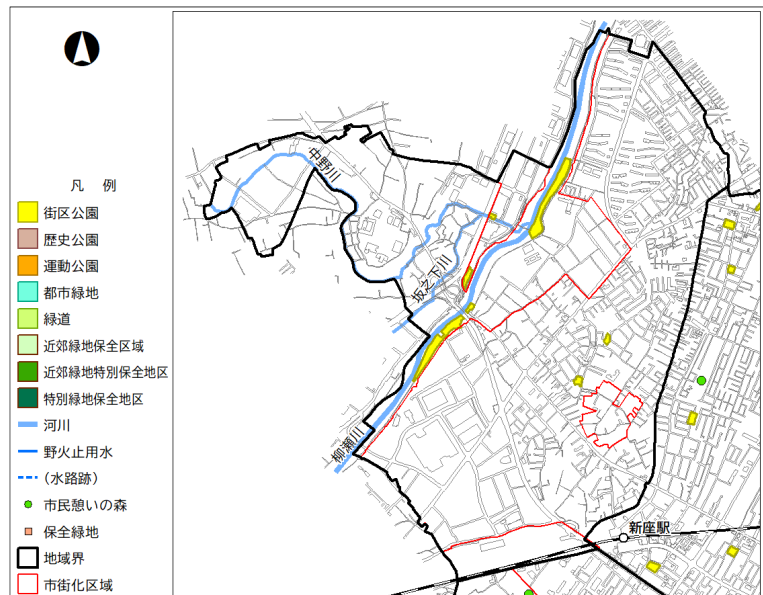 凡 例
街区公園
歴史公園
運動公園
都市緑地
緑道
近郊緑地保全区域
近郊緑地特別保全地区
特別緑地保全地区
河川
野火止用水
(水路跡)
市民憩いの森
保全緑地
地域界
市街化区域
中野川
坂之下川
柳瀬川
新座駅